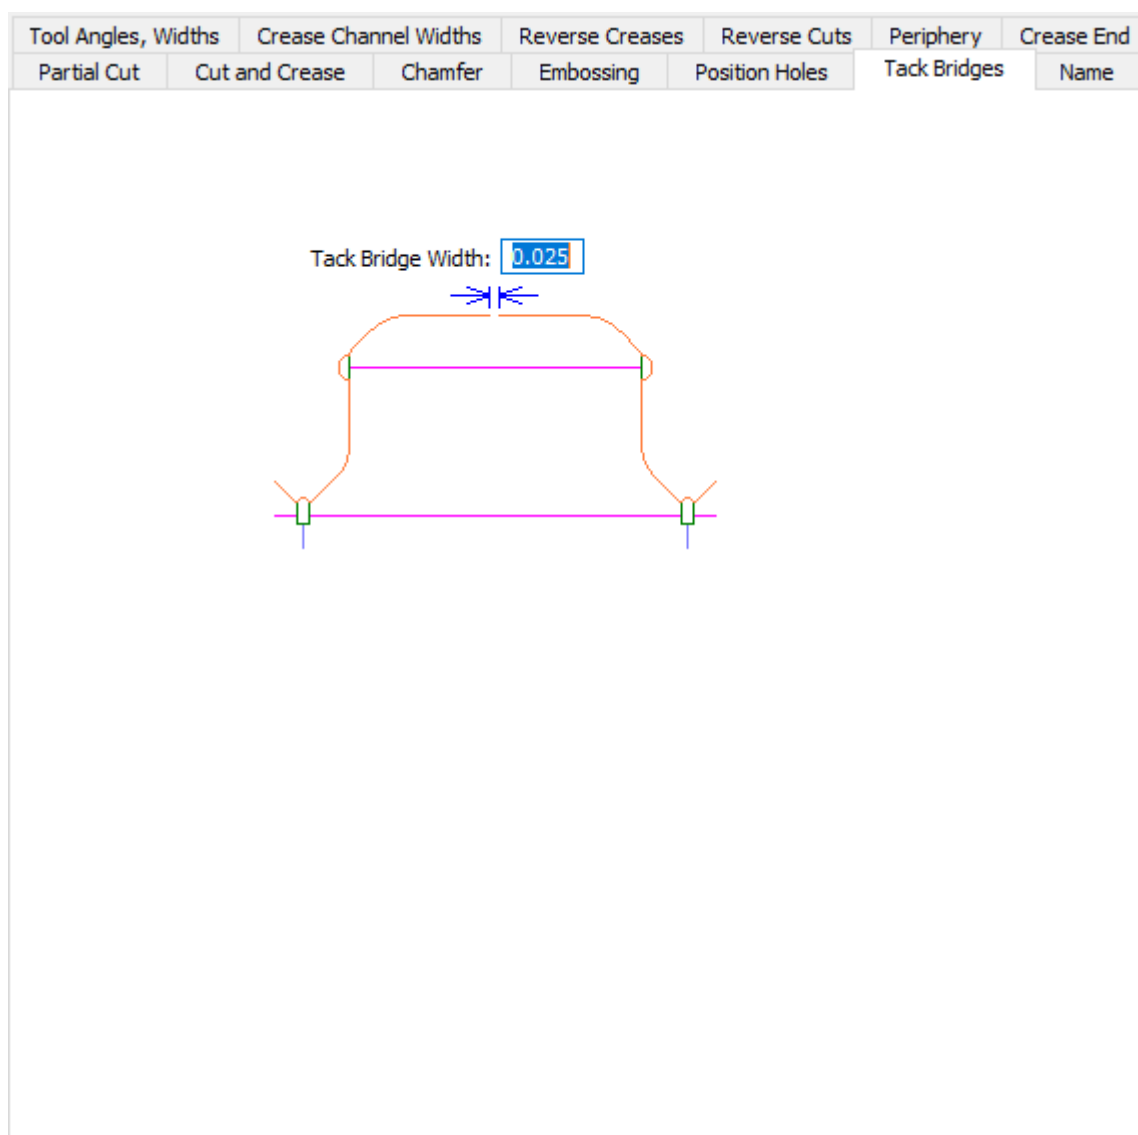 Tool Angles, Widths Crease Channel Widths Reverse Creases Reverse Cuts Periphery Crease End
Partial Cut Cut and Crease Chamfer Embossing Position Holes Tack Bridges Name
Tack Bridge Width: 0.025